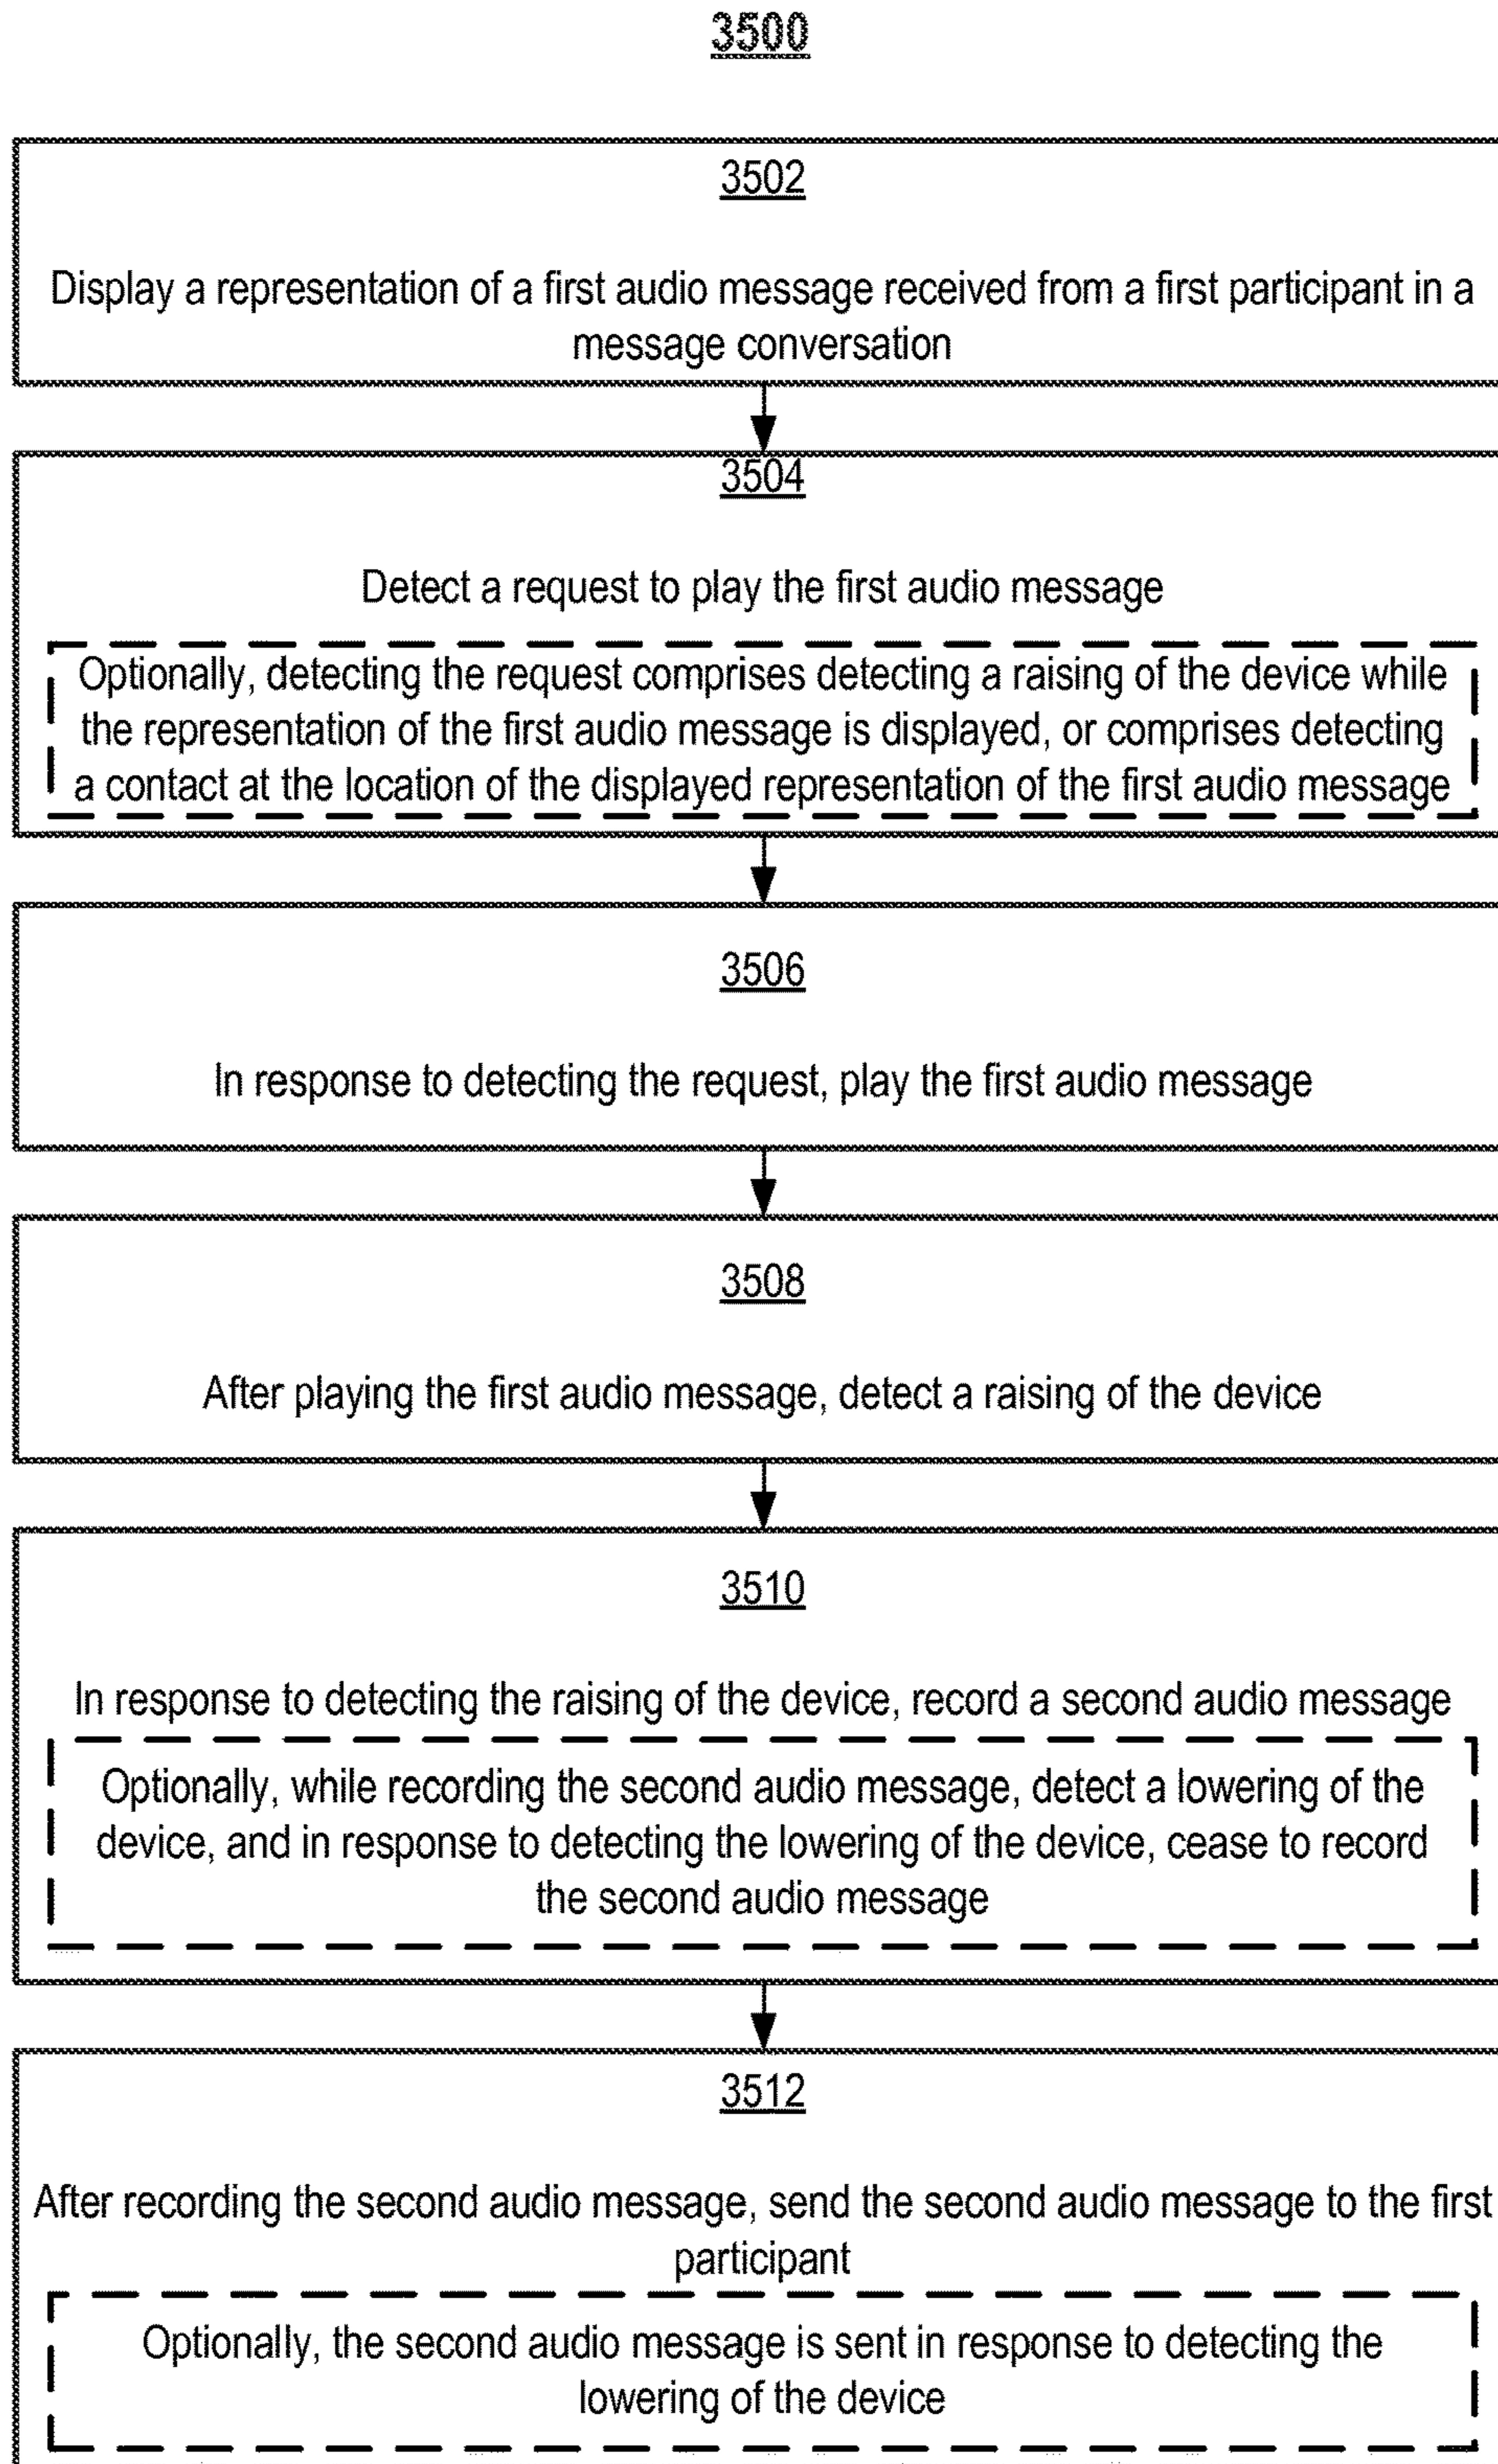 3500
3502
Display a representation of a first audio message received from a first participant in a
message conversation
3504
Detect a request to play the first audio message
Optionally, detecting the request comprises detecting a raising of the device while
the representation of the first audio message is displayed, or comprises detecting
a contact at the location of the displayed representation of the first audio message
3506
In response to detecting the request, play the first audio message
3508
After playing the first audio message, detect a raising of the device
3510
In response to detecting the raising of the device, record a second audio message
Optionally, while recording the second audio message, detect a lowering of the
device, and in response to detecting the lowering of the device, cease to record
the second audio message
3512
After recording the second audio message, send the second audio message to the first
participant
Optionally, the second audio message is sent in response to detecting the
lowering of the device